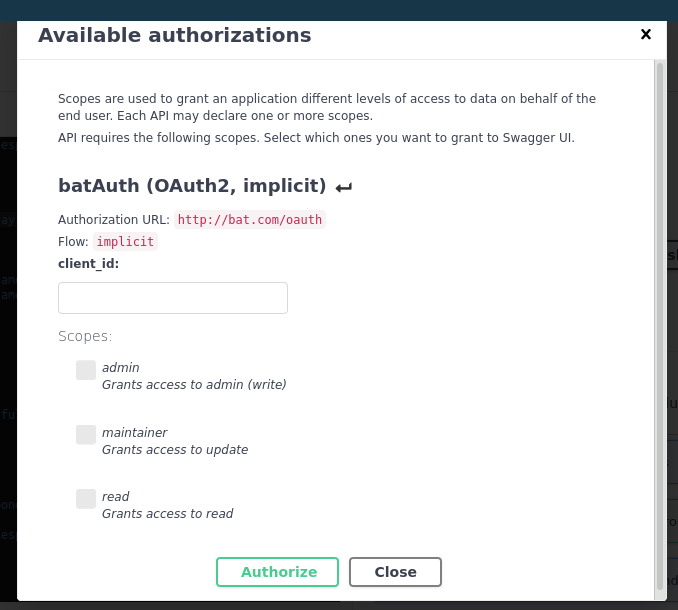 Available authorizations
Scopes are used to grant an application different levels of access to data on behalf of the
end user. Each API may declare one or more scopes.
API requires the following scopes. Select which ones you want to grant to Swagger UI.
batAuth (OAuth2, implicit)
Authorization URL: http://bat.com/oauth
Flow: implicit
client_id:
Scopes:
admin
Grants access to admin (write)
maintainer
Grants access to update
read
Grants access to read
Authorize Close